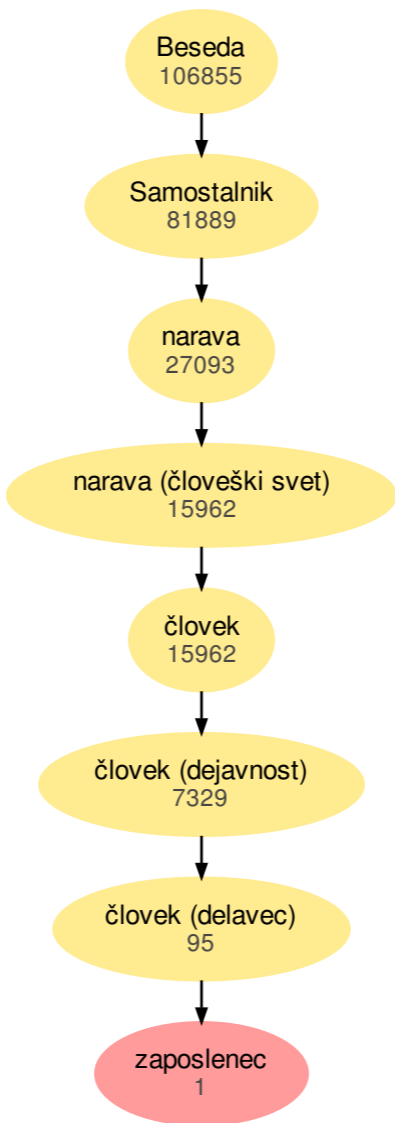 Beseda
106855
Samostalnik
81889
narava
27093
narava (človeški svet)
15962
človek
15962
človek (dejavnost)
7329
človek (delavec)
95
zaposlenec
1